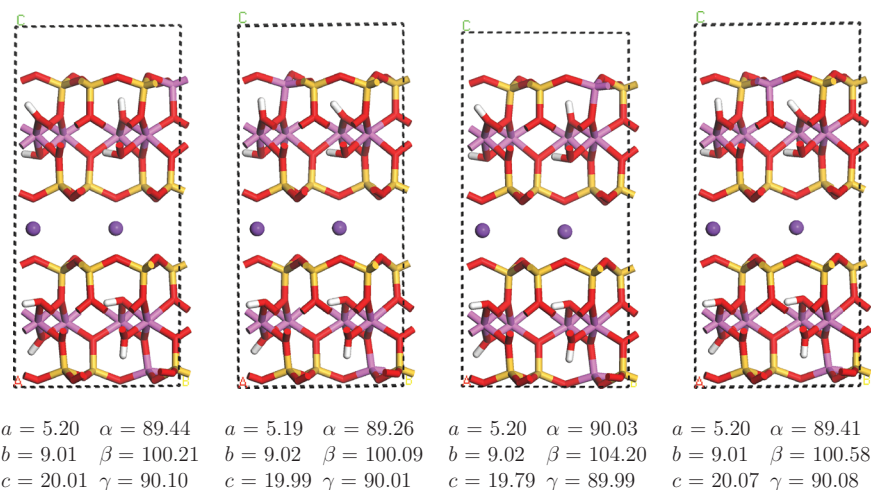 C C C C
A B A B A B A B
a = 5.20 α = 89.44 a = 5.19 α = 89.26 a = 5.20 α = 90.03 a = 5.20 α = 89.41
b = 9.01 β = 100.21 b = 9.02 β = 100.09 b = 9.02 β = 104.20 b = 9.01 β = 100.58
c = 20.01 γ = 90.10 c = 19.99 γ = 90.01 c = 19.79 γ = 89.99 c = 20.07 γ = 90.08